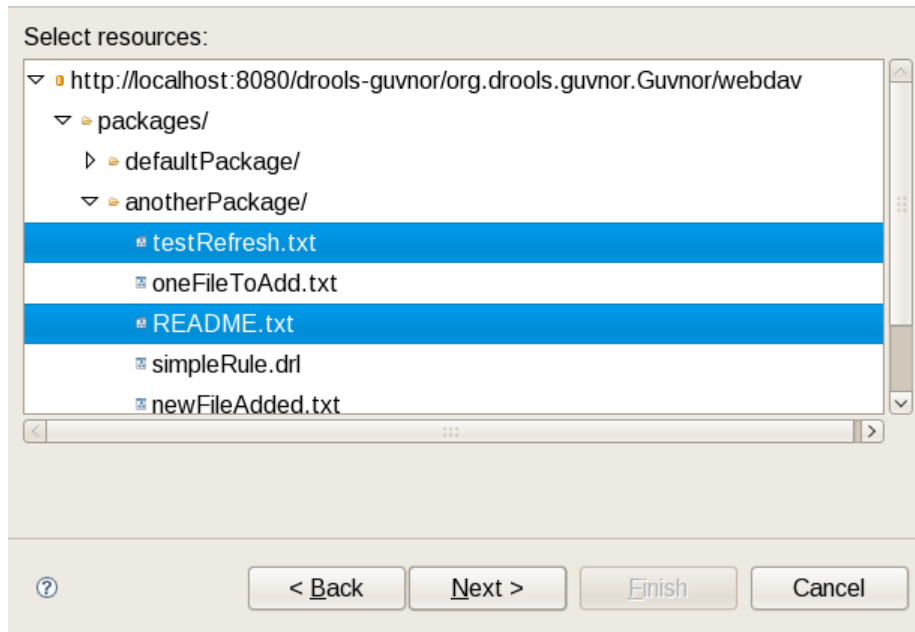 Select resources:
http://localhost:8080/drools-guvnor/org.drools.guvnor.Guvnor/webdav
packages/
defaultPackage/
anotherPackage/
testRefresh.txt
oneFileToAdd.txt
README.txt
simpleRule.drl
newFileAdded.txt
< Back Next > Finish Cancel